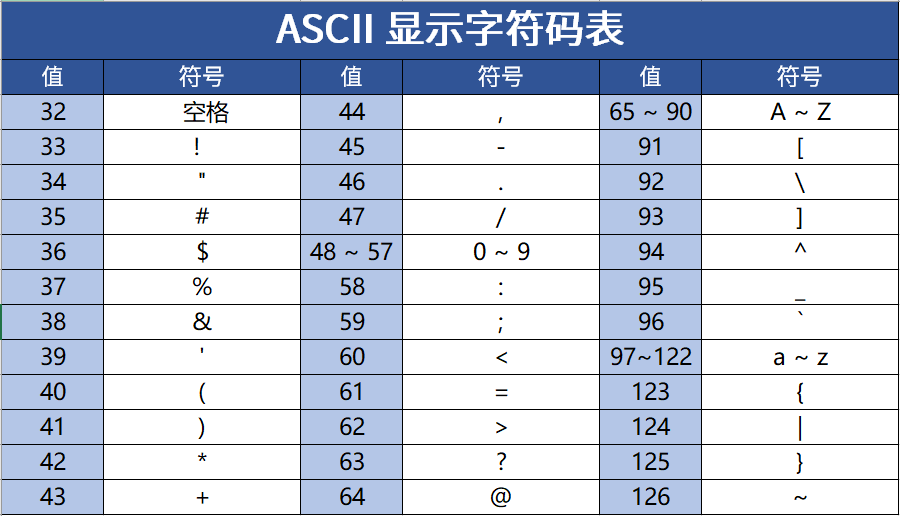 ASCII 显示字符码表
值 符号 值 符号 值 符号
32 空格 44 , 65 ~ 90 A ~ Z
33 ! 45 - 91 [
34 " 46 . 92 \
35 # 47 / 93 ]
36 $ 48 ~ 57 0 ~ 9 94 ^
37 % 58 : 95 _
38 & 59 ; 96 `
39 ' 60 < 97~122 a ~ z
40 ( 61 = 123 {
41 ) 62 > 124 |
42 * 63 ? 125 }
43 + 64 @ 126 ~